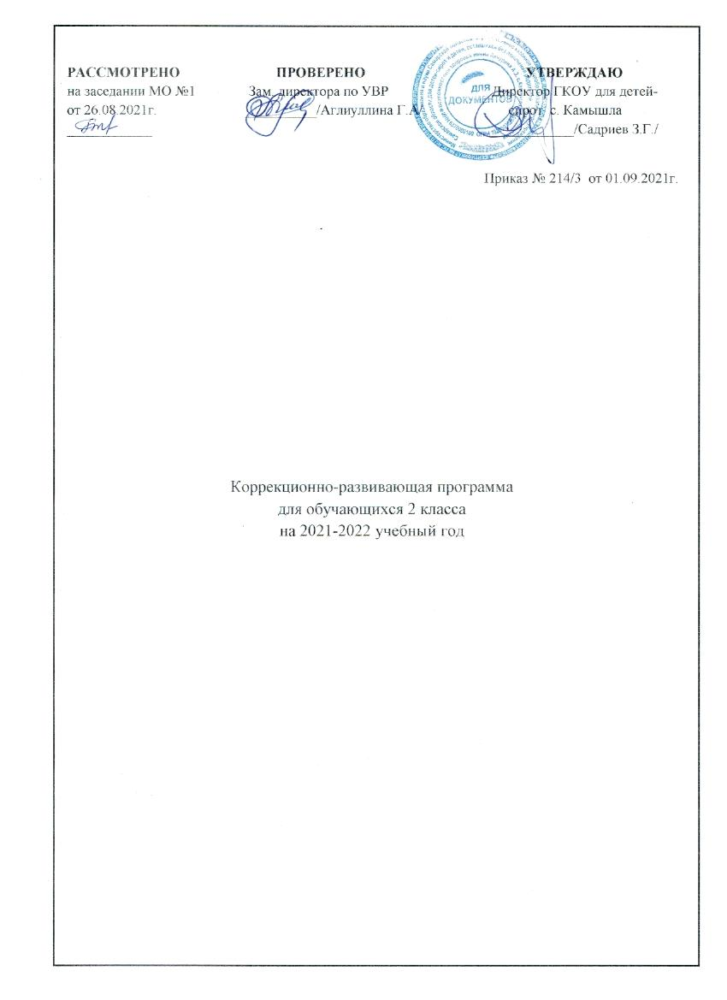 РАССМОТРЕНО ПРОВЕРЕНО УТВЕРЖДАЮ
на заседании МО №1 Зам. директора по УВР Директор ГКОУ для детей-
от 26.08.2021г. /Аглиуллина Г.А/ сирот с. Камышла
/Садриев З.Г./
ДЛЯ
ДОКУМЕНТОВ
Приказ № 214/3 от 01.09.2021г.
Коррекционно-развивающая программа
для обучающихся 2 класса
на 2021-2022 учебный год